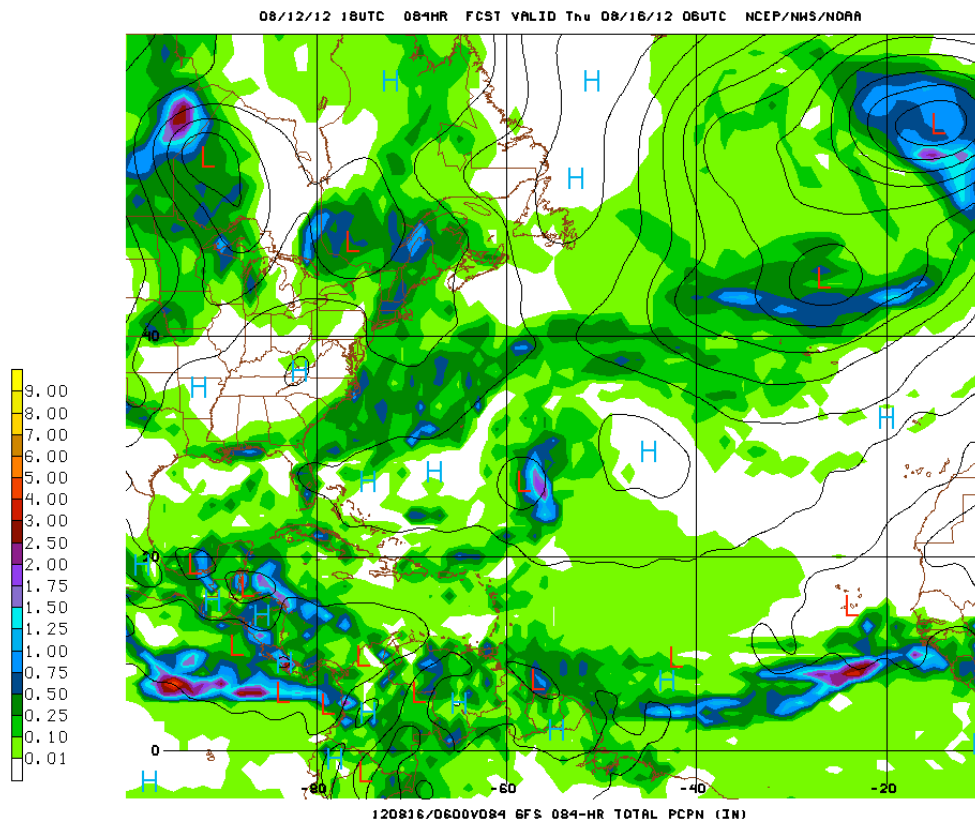 08/12/12 18UTC 084HR FCST VALID Thu 08/16/12 06UTC NCEP/NWS/NOAA
H
H
L
L
H
L
L
40
H
H
H
H
H
H
L
9.00
8.00
7.00
6.00
5.00
4.00
3.00
2.50
2.00
1.75
1.50
1.25
1.00
0.75
0.50
0.25
0.10
0.01
20
H
L
L
H
H
L
L
L
L
H
L
L
L
L
H
H
L
H
H
0
H
L
H
-80
-60
-40
-20
120816/0600V084 GFS 084-HR TOTAL PCPN (IN)